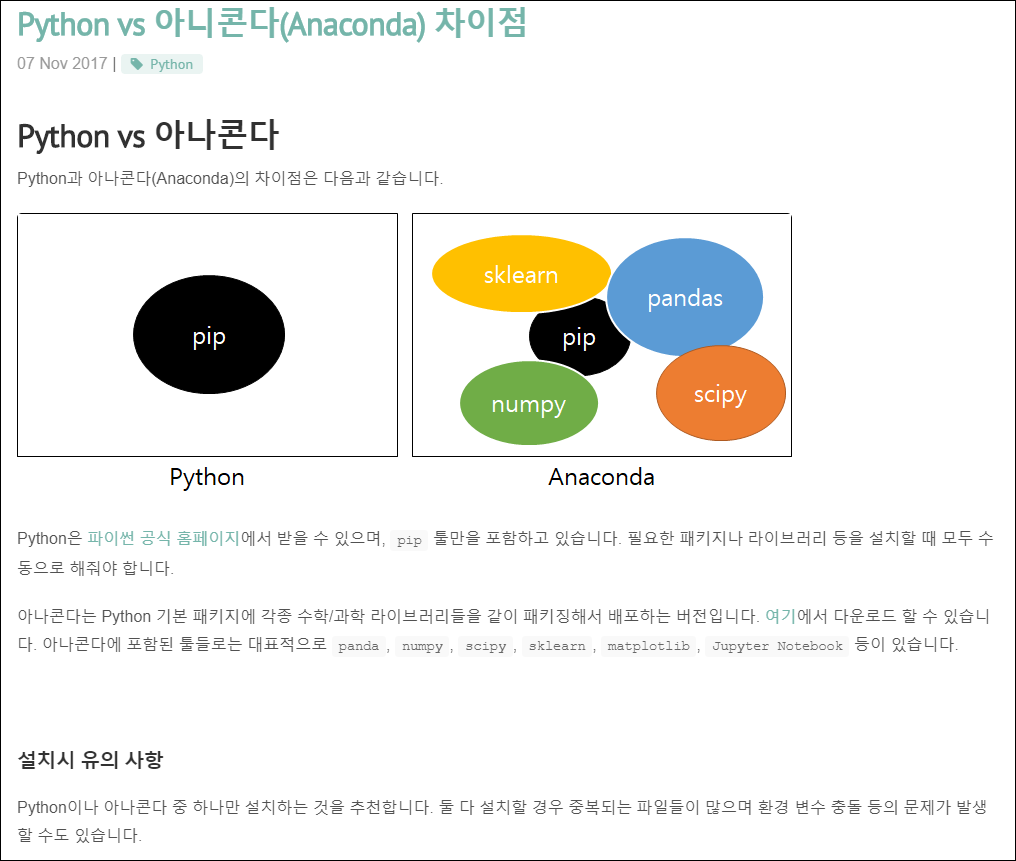 Python vs 아니콘다(Anaconda) 차이점
07 Nov 2017 | Python
Python vs 아나콘다
Python과 아나콘다(Anaconda)의 차이점은 다음과 같습니다.
pip
Python
sklearn
pandas
pip
numpy
scipy
Anaconda
Python은 파이썬 공식 홈페이지에서 받을 수 있으며, pip 툴만을 포함하고 있습니다. 필요한 패키지나 라이브러리 등을 설치할 때 모두 수
동으로 해줘야 합니다.
아나콘다는 Python 기본 패키지에 각종 수학/과학 라이브러리들을 같이 패키징해서 배포하는 버전입니다. 여기에서 다운로드 할 수 있습니
다. 아나콘다에 포함된 툴들로는 대표적으로 panda, numpy, scipy, sklearn, matplotlib, Jupyter Notebook 등이 있습니다.
설치시 유의 사항
Python이나 아나콘다 중 하나만 설치하는 것을 추천합니다. 둘 다 설치할 경우 중복되는 파일들이 많으며 환경 변수 충돌 등의 문제가 발생
할 수도 있습니다.